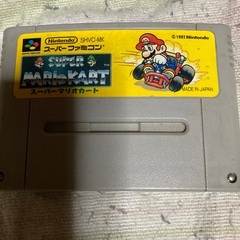 Nintendo SHVC-MK
スーパーファミコン
SUPER
MARIO KART
スーパーマリオカート
© 1992 Nintendo
MADE IN JAPAN